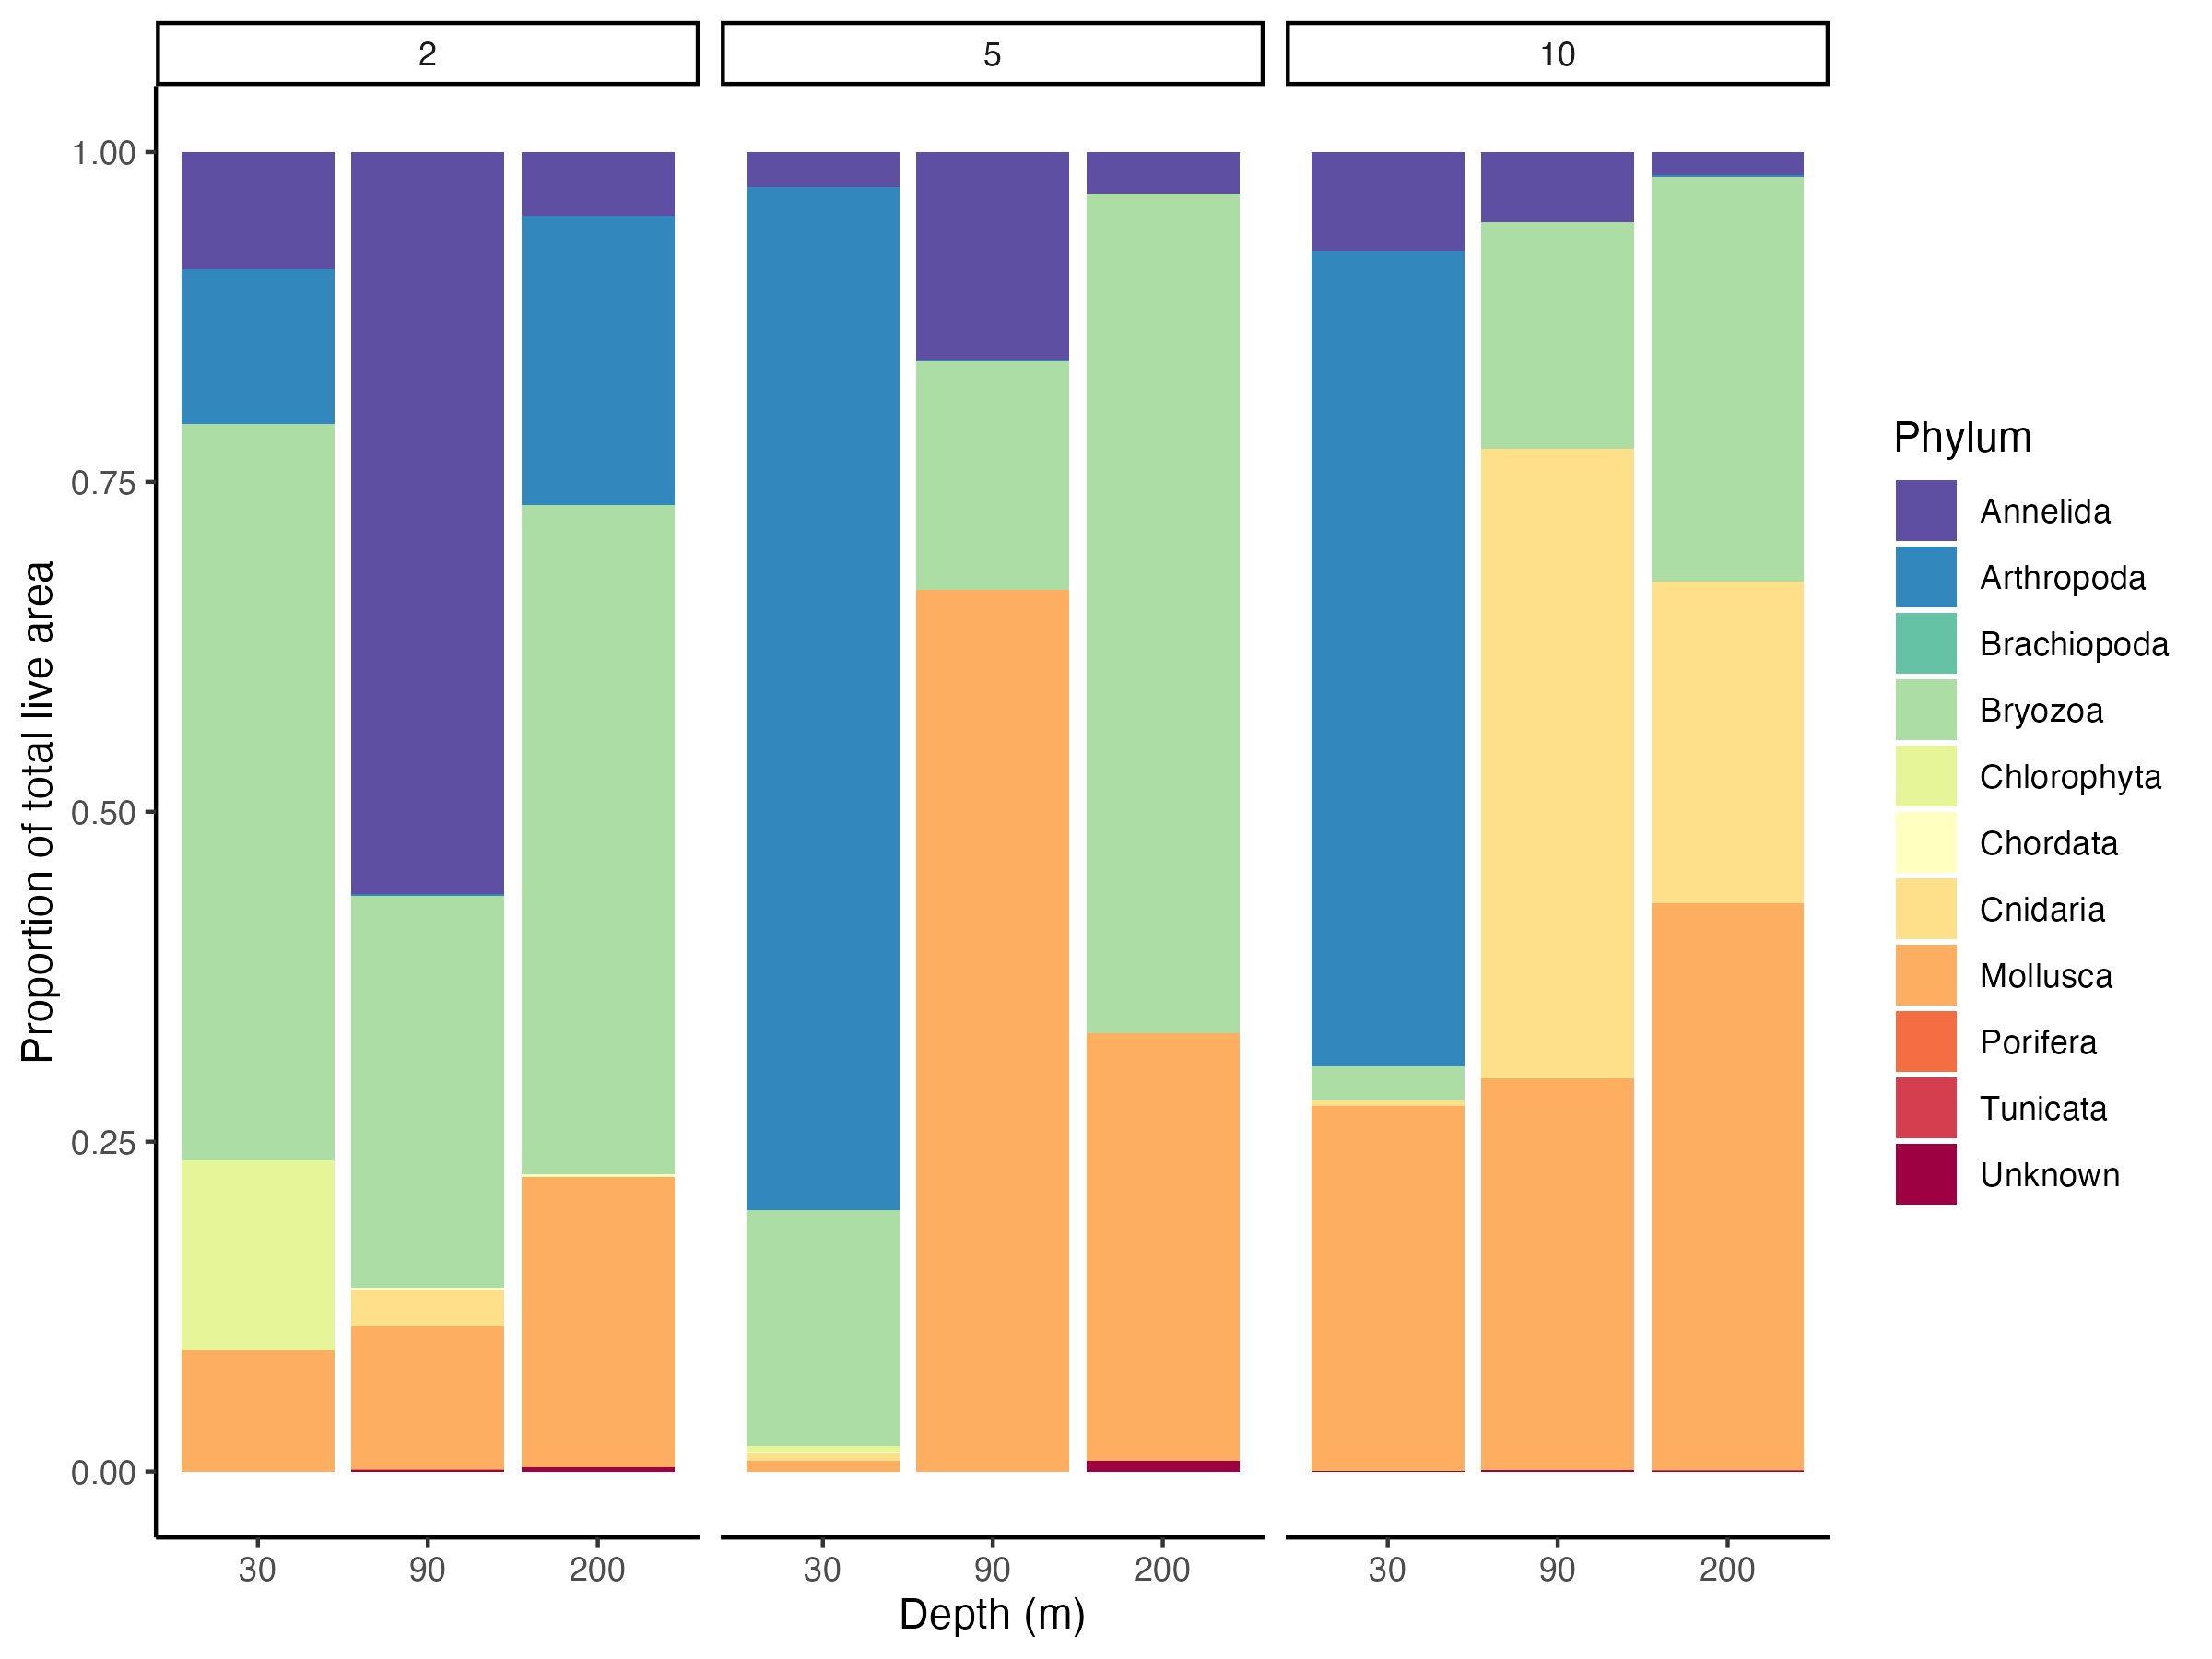 2 5 10
Proportion of total live area
1.00
0.75
0.50
0.25
0.00
30 90 200 30 90 200 30 90 200
Depth (m)
Phylum
Annelida
Arthropoda
Brachiopoda
Bryozoa
Chlorophyta
Chordata
Cnidaria
Mollusca
Porifera
Tunicata
Unknown